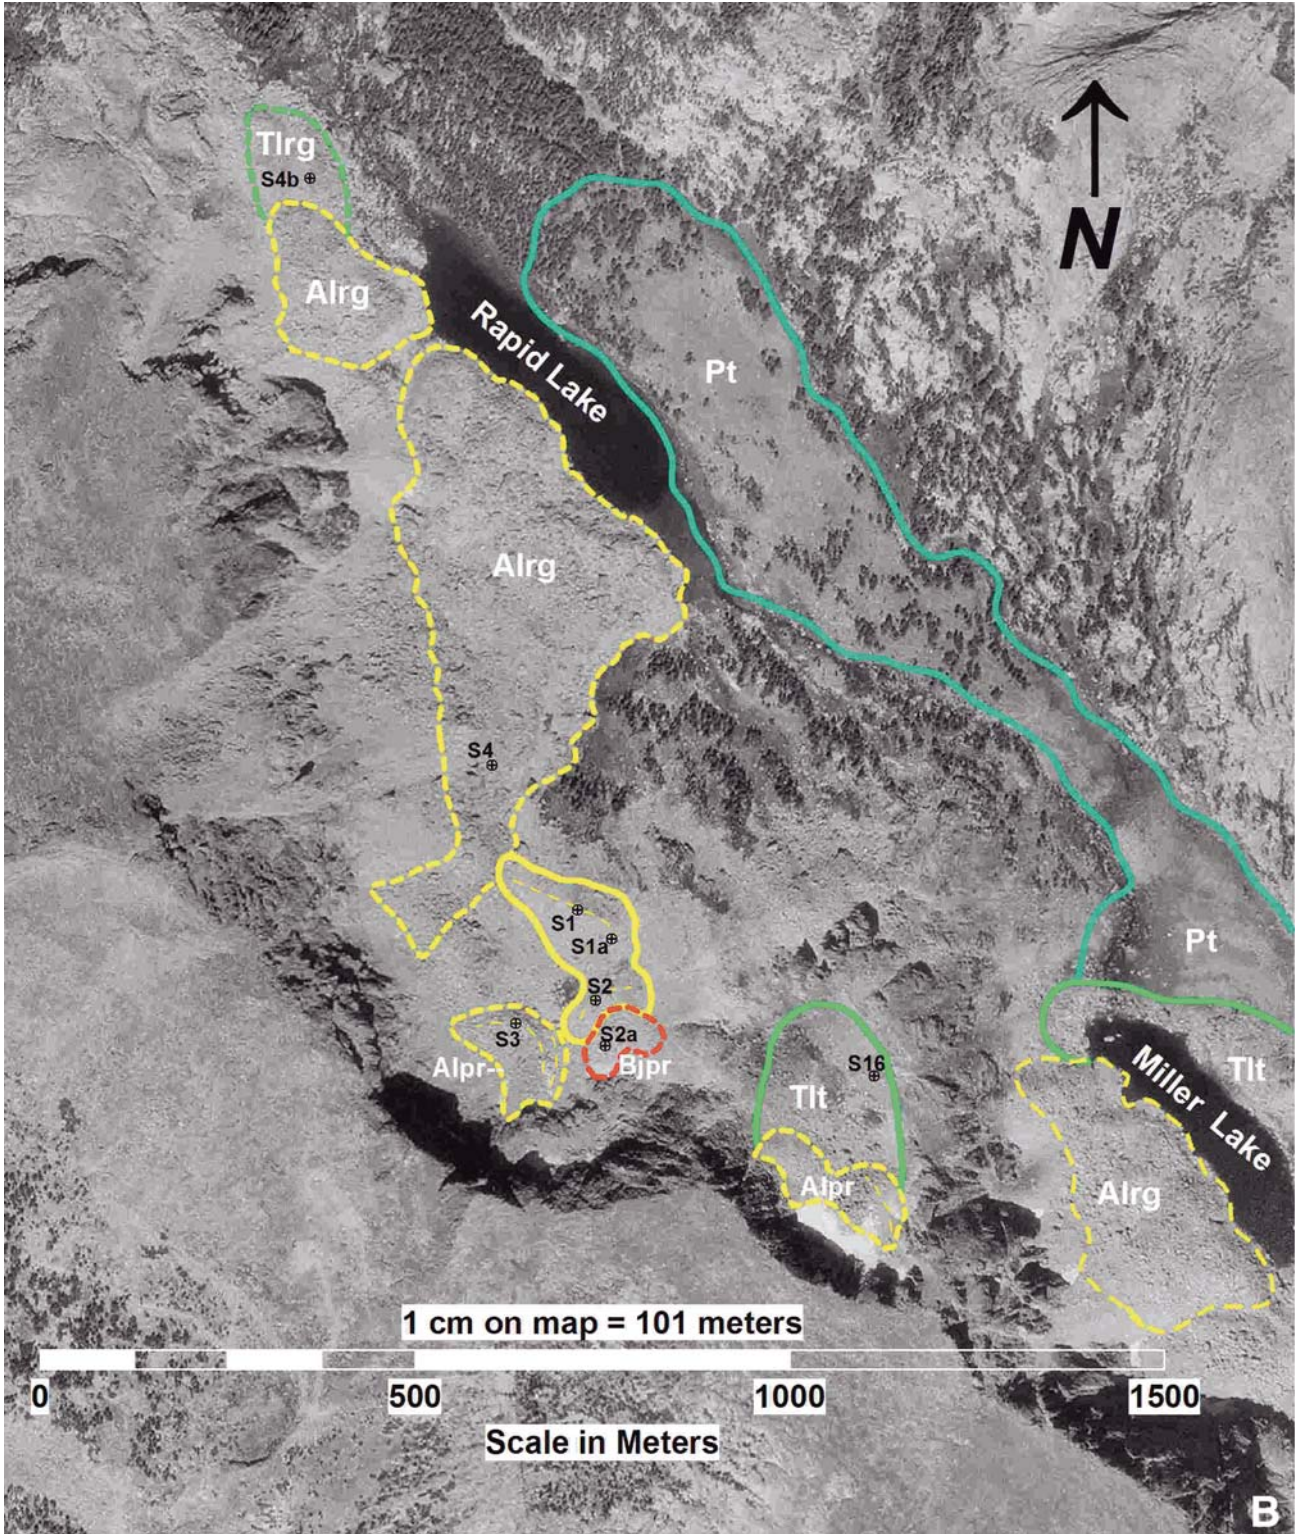 Tlrg
S4b
N
Alrg
Rapid Lake
Pt
Alrg
S4
S1
S1a
Pt
S2
S3
S2a
Alpr-
Bjpr
S16
Tlt
Tlt
Miller Lake
Alpr
Alrg
1 cm on map = 101 meters
0 500 1000 1500
Scale in Meters
B